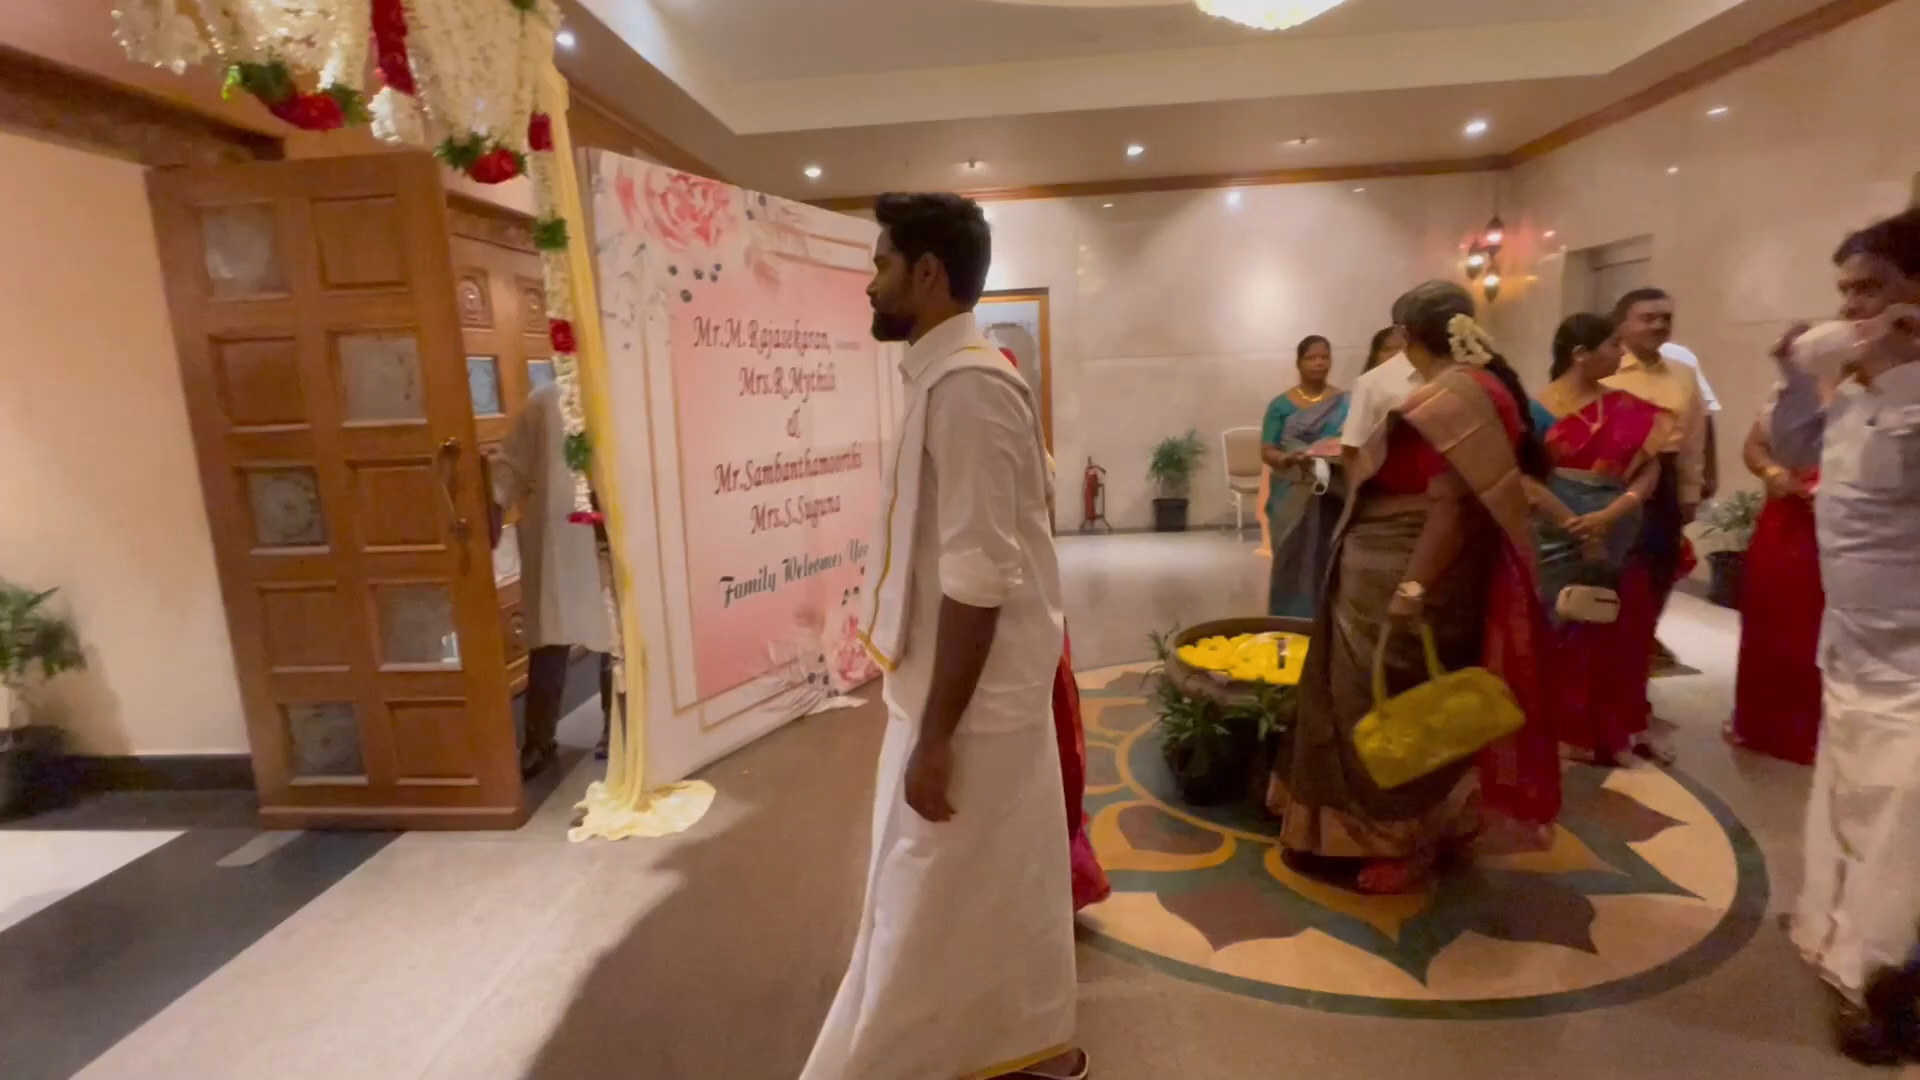 Mr.M.Rajasekaran,
Mrs.R.Mythili
&
Mr.Sambanthamoorthi
Mrs.S.Suguna
Family Welcomes You